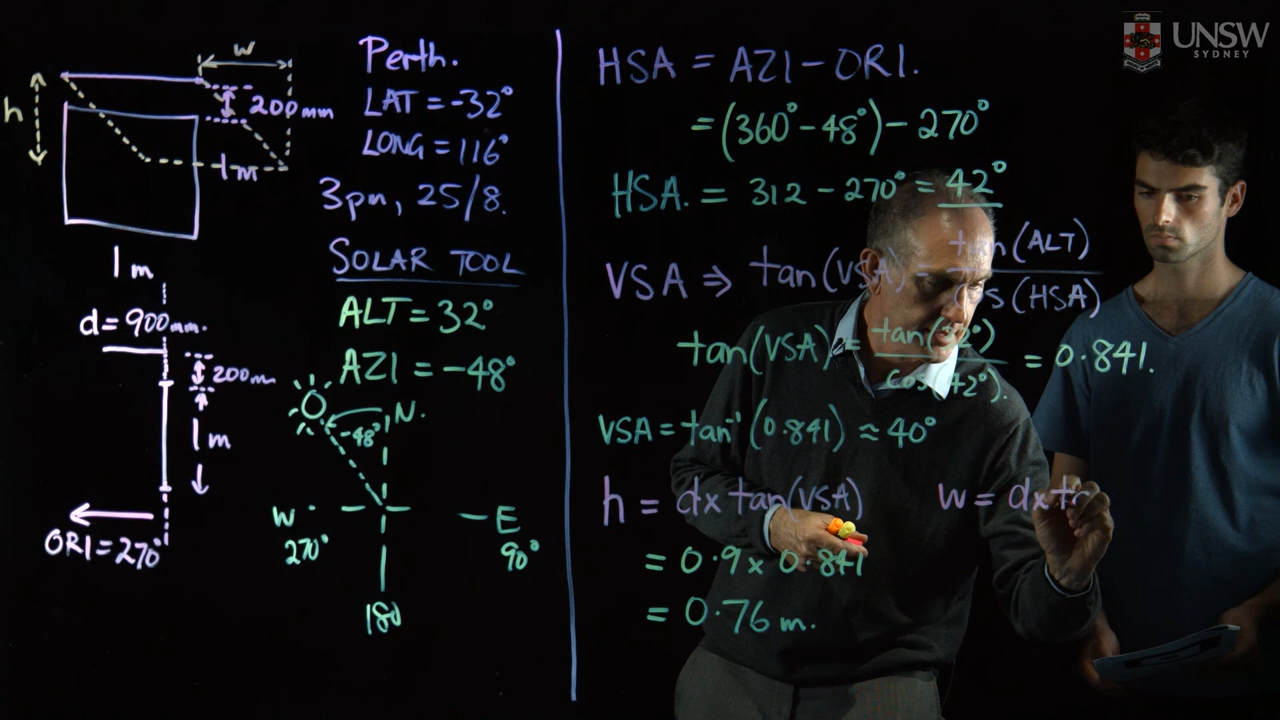 w
h
200mm
1m
Perth.
LAT = -32°
LONG = 116°
3pm, 25/8.
SOLAR TOOL
ALT = 32°
AZI = -48°
1m
d = 900mm.
200mm
1m
ORI = 270°
N.
-48°
W
270°
E
90°
180
HSA = AZI - ORI.
= (360° - 48°) - 270°
HSA. = 312 - 270° = 42°
VSA ⇒ tan(VSA) = tan(ALT) / cos(HSA)
tan(VSA) = tan(32°) / cos(42°). = 0.841.
VSA = tan⁻¹ (0.841) ≈ 40°
h = d x tan(VSA)
= 0.9 x 0.841
= 0.76 m.
w = d x
UNSW
SYDNEY